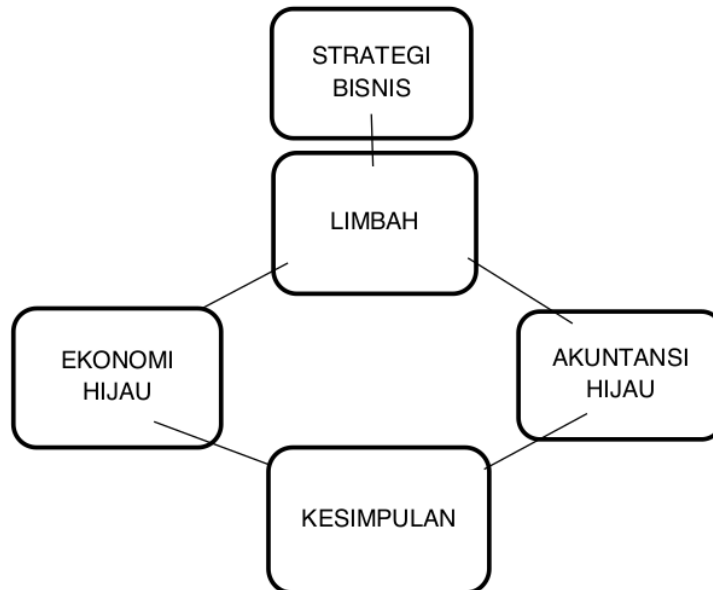 STRATEGI
BISNIS
LIMBAH
EKONOMI
HIJAU
AKUNTANSI
HIJAU
KESIMPULAN